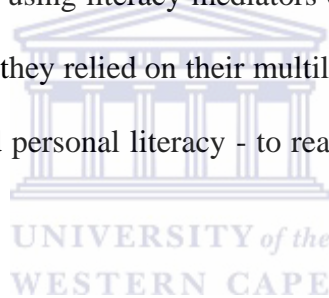 using literacy mediators
they relied on their multil
personal literacy - to rea
UNIVERSITY of the
WESTERN CAPE